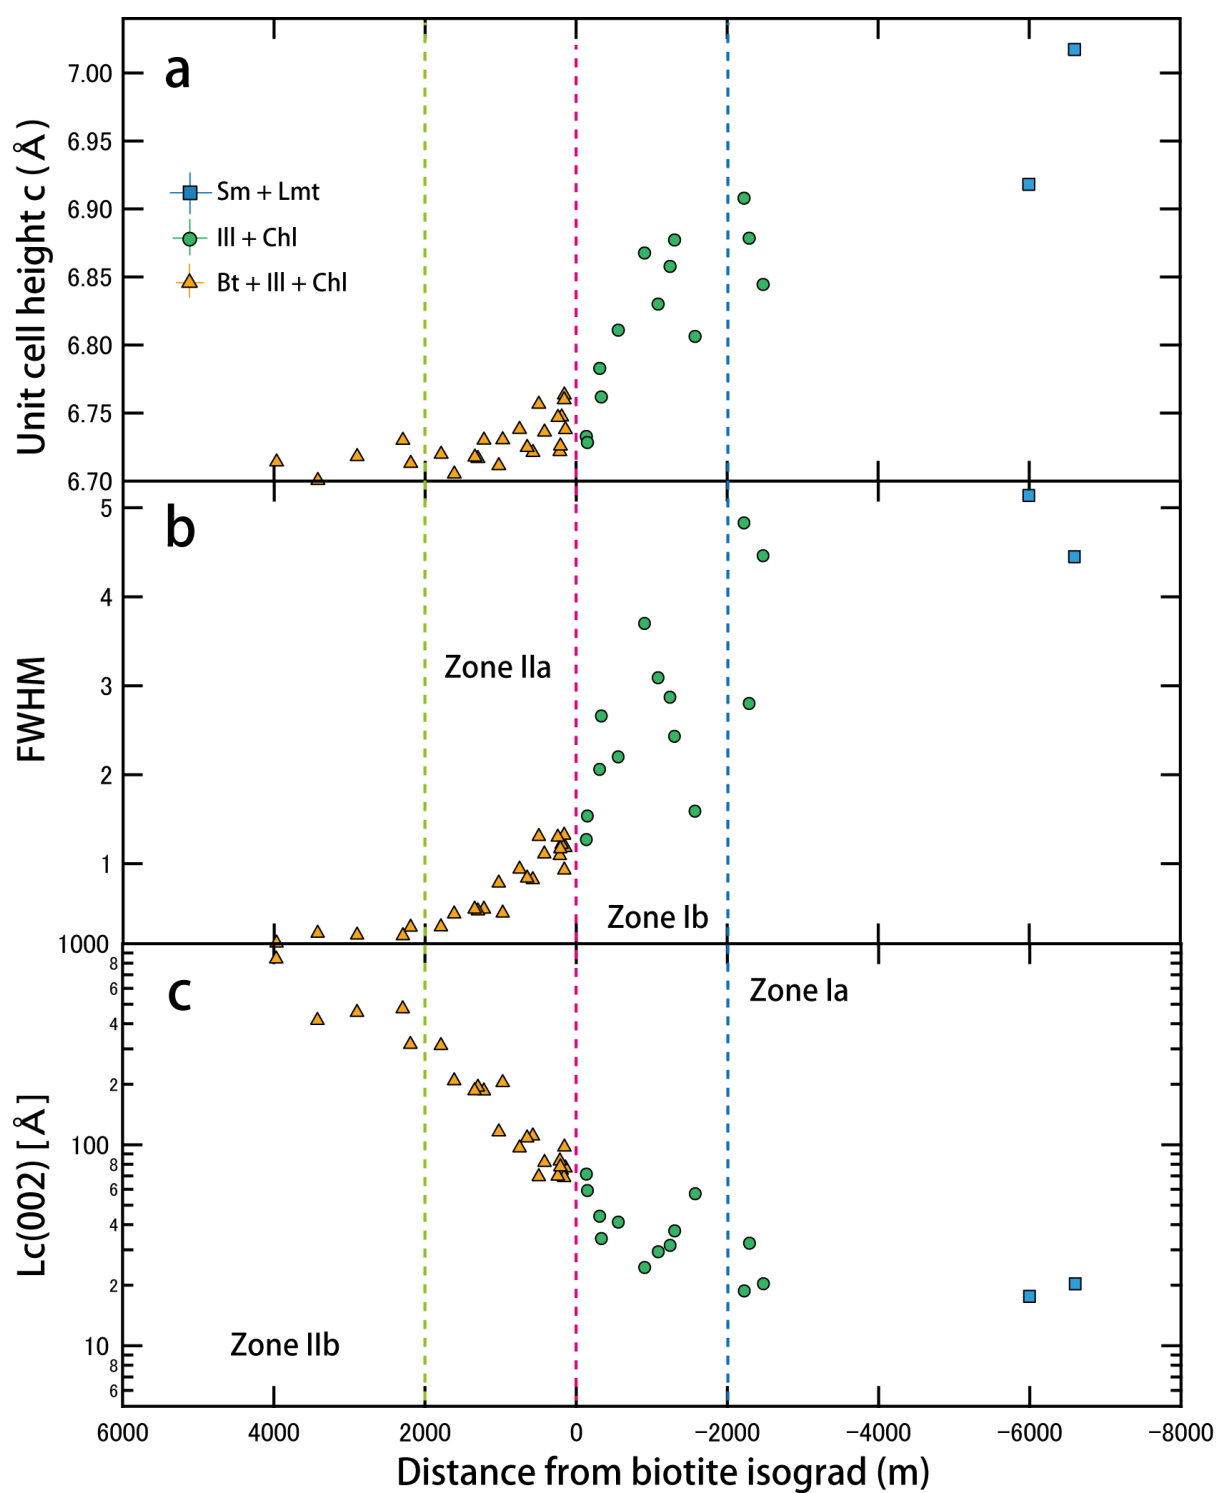 a
7.00
6.95
6.90
6.85
6.80
6.75
6.70
Unit cell height c (Å)
Sm + Lmt
Ill + Chl
Bt + Ill + Chl
b
5
4
3
2
1
FWHM
Zone IIa
Zone Ib
c
1000
8
6
4
2
100
8
6
4
2
10
8
6
Lc(002) [Å]
Zone Ia
Zone IIb
6000 4000 2000 0 −2000 −4000 −6000 −8000
Distance from biotite isograd (m)